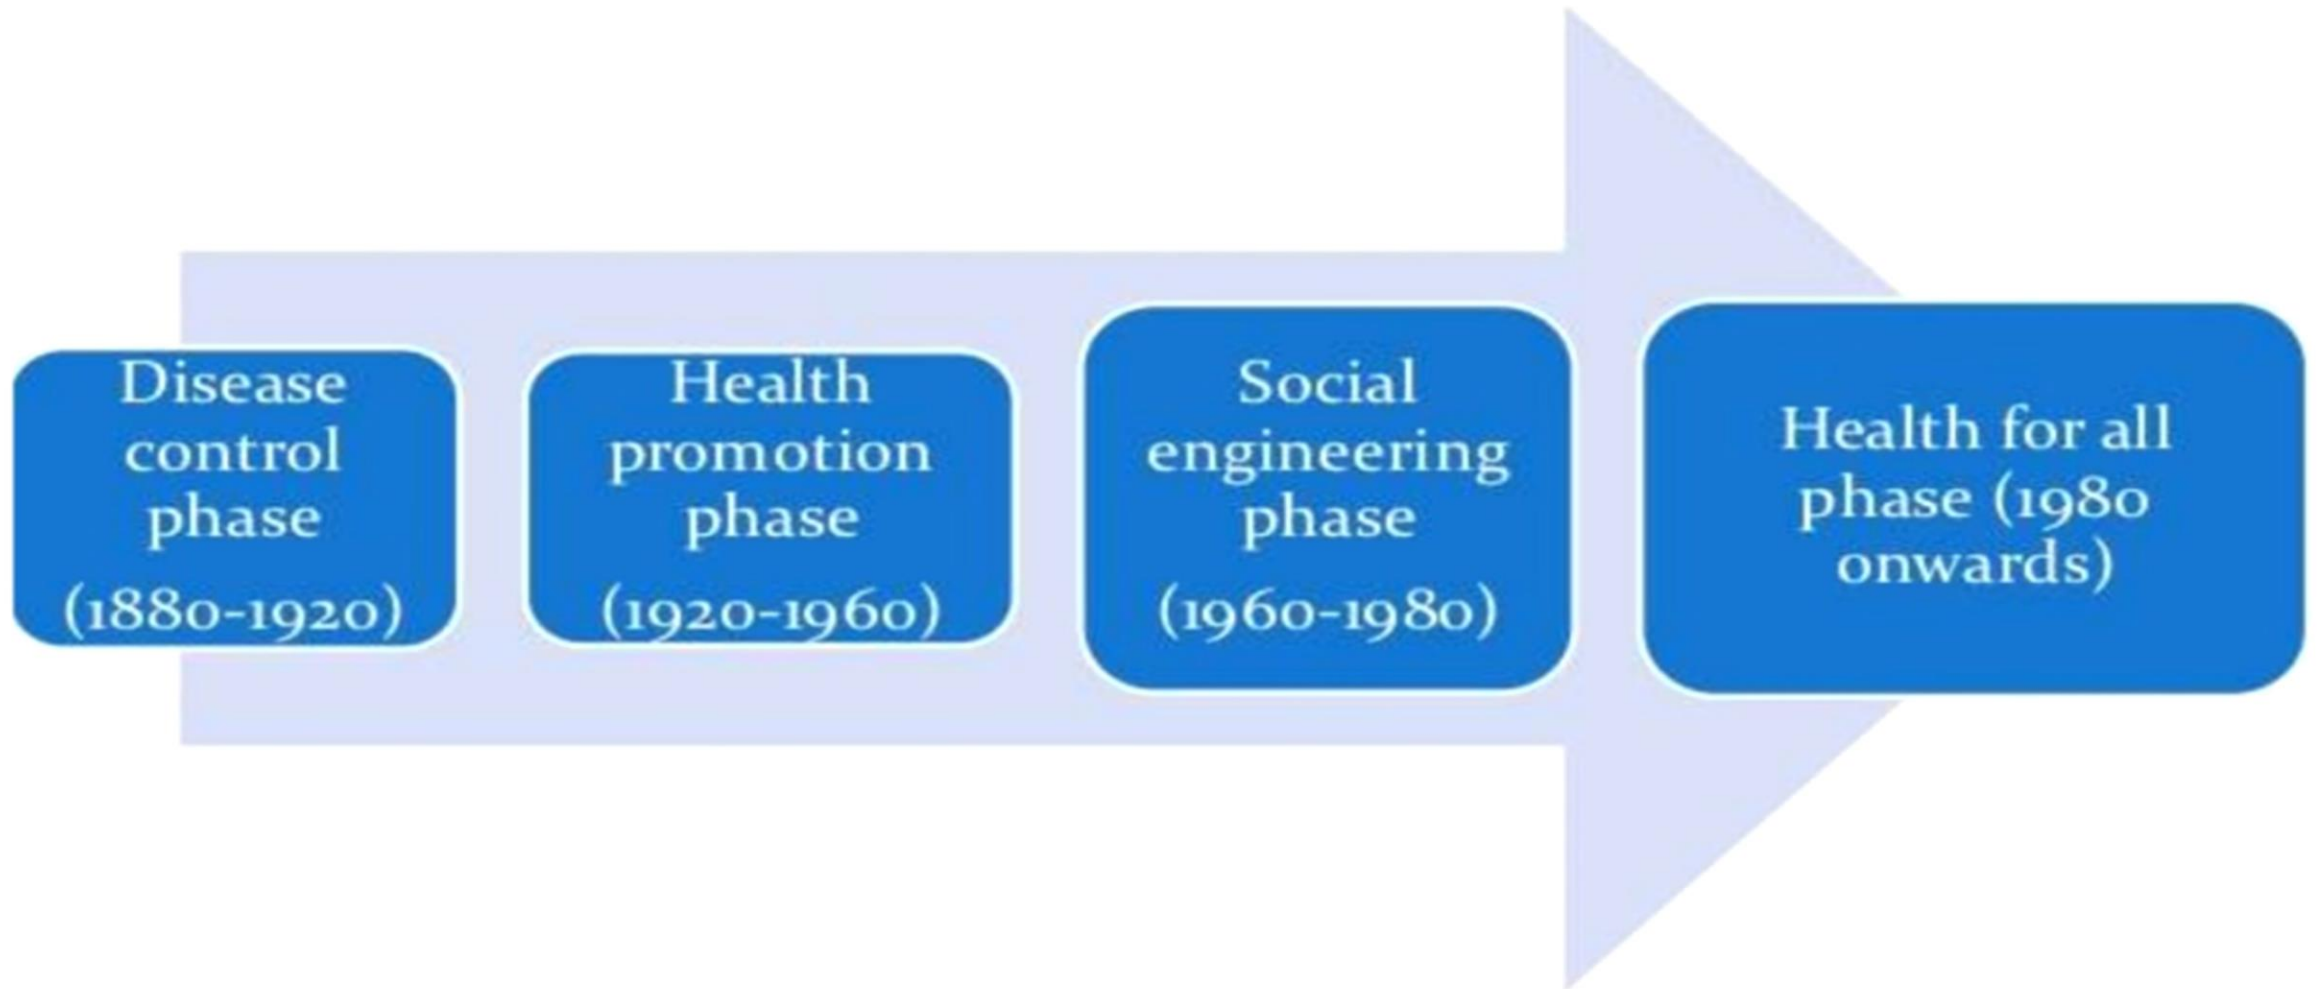 Disease
control
phase
(1880-1920)
Health
promotion
phase
(1920-1960)
Social
engineering
phase
(1960-1980)
Health for all
phase (1980
onwards)